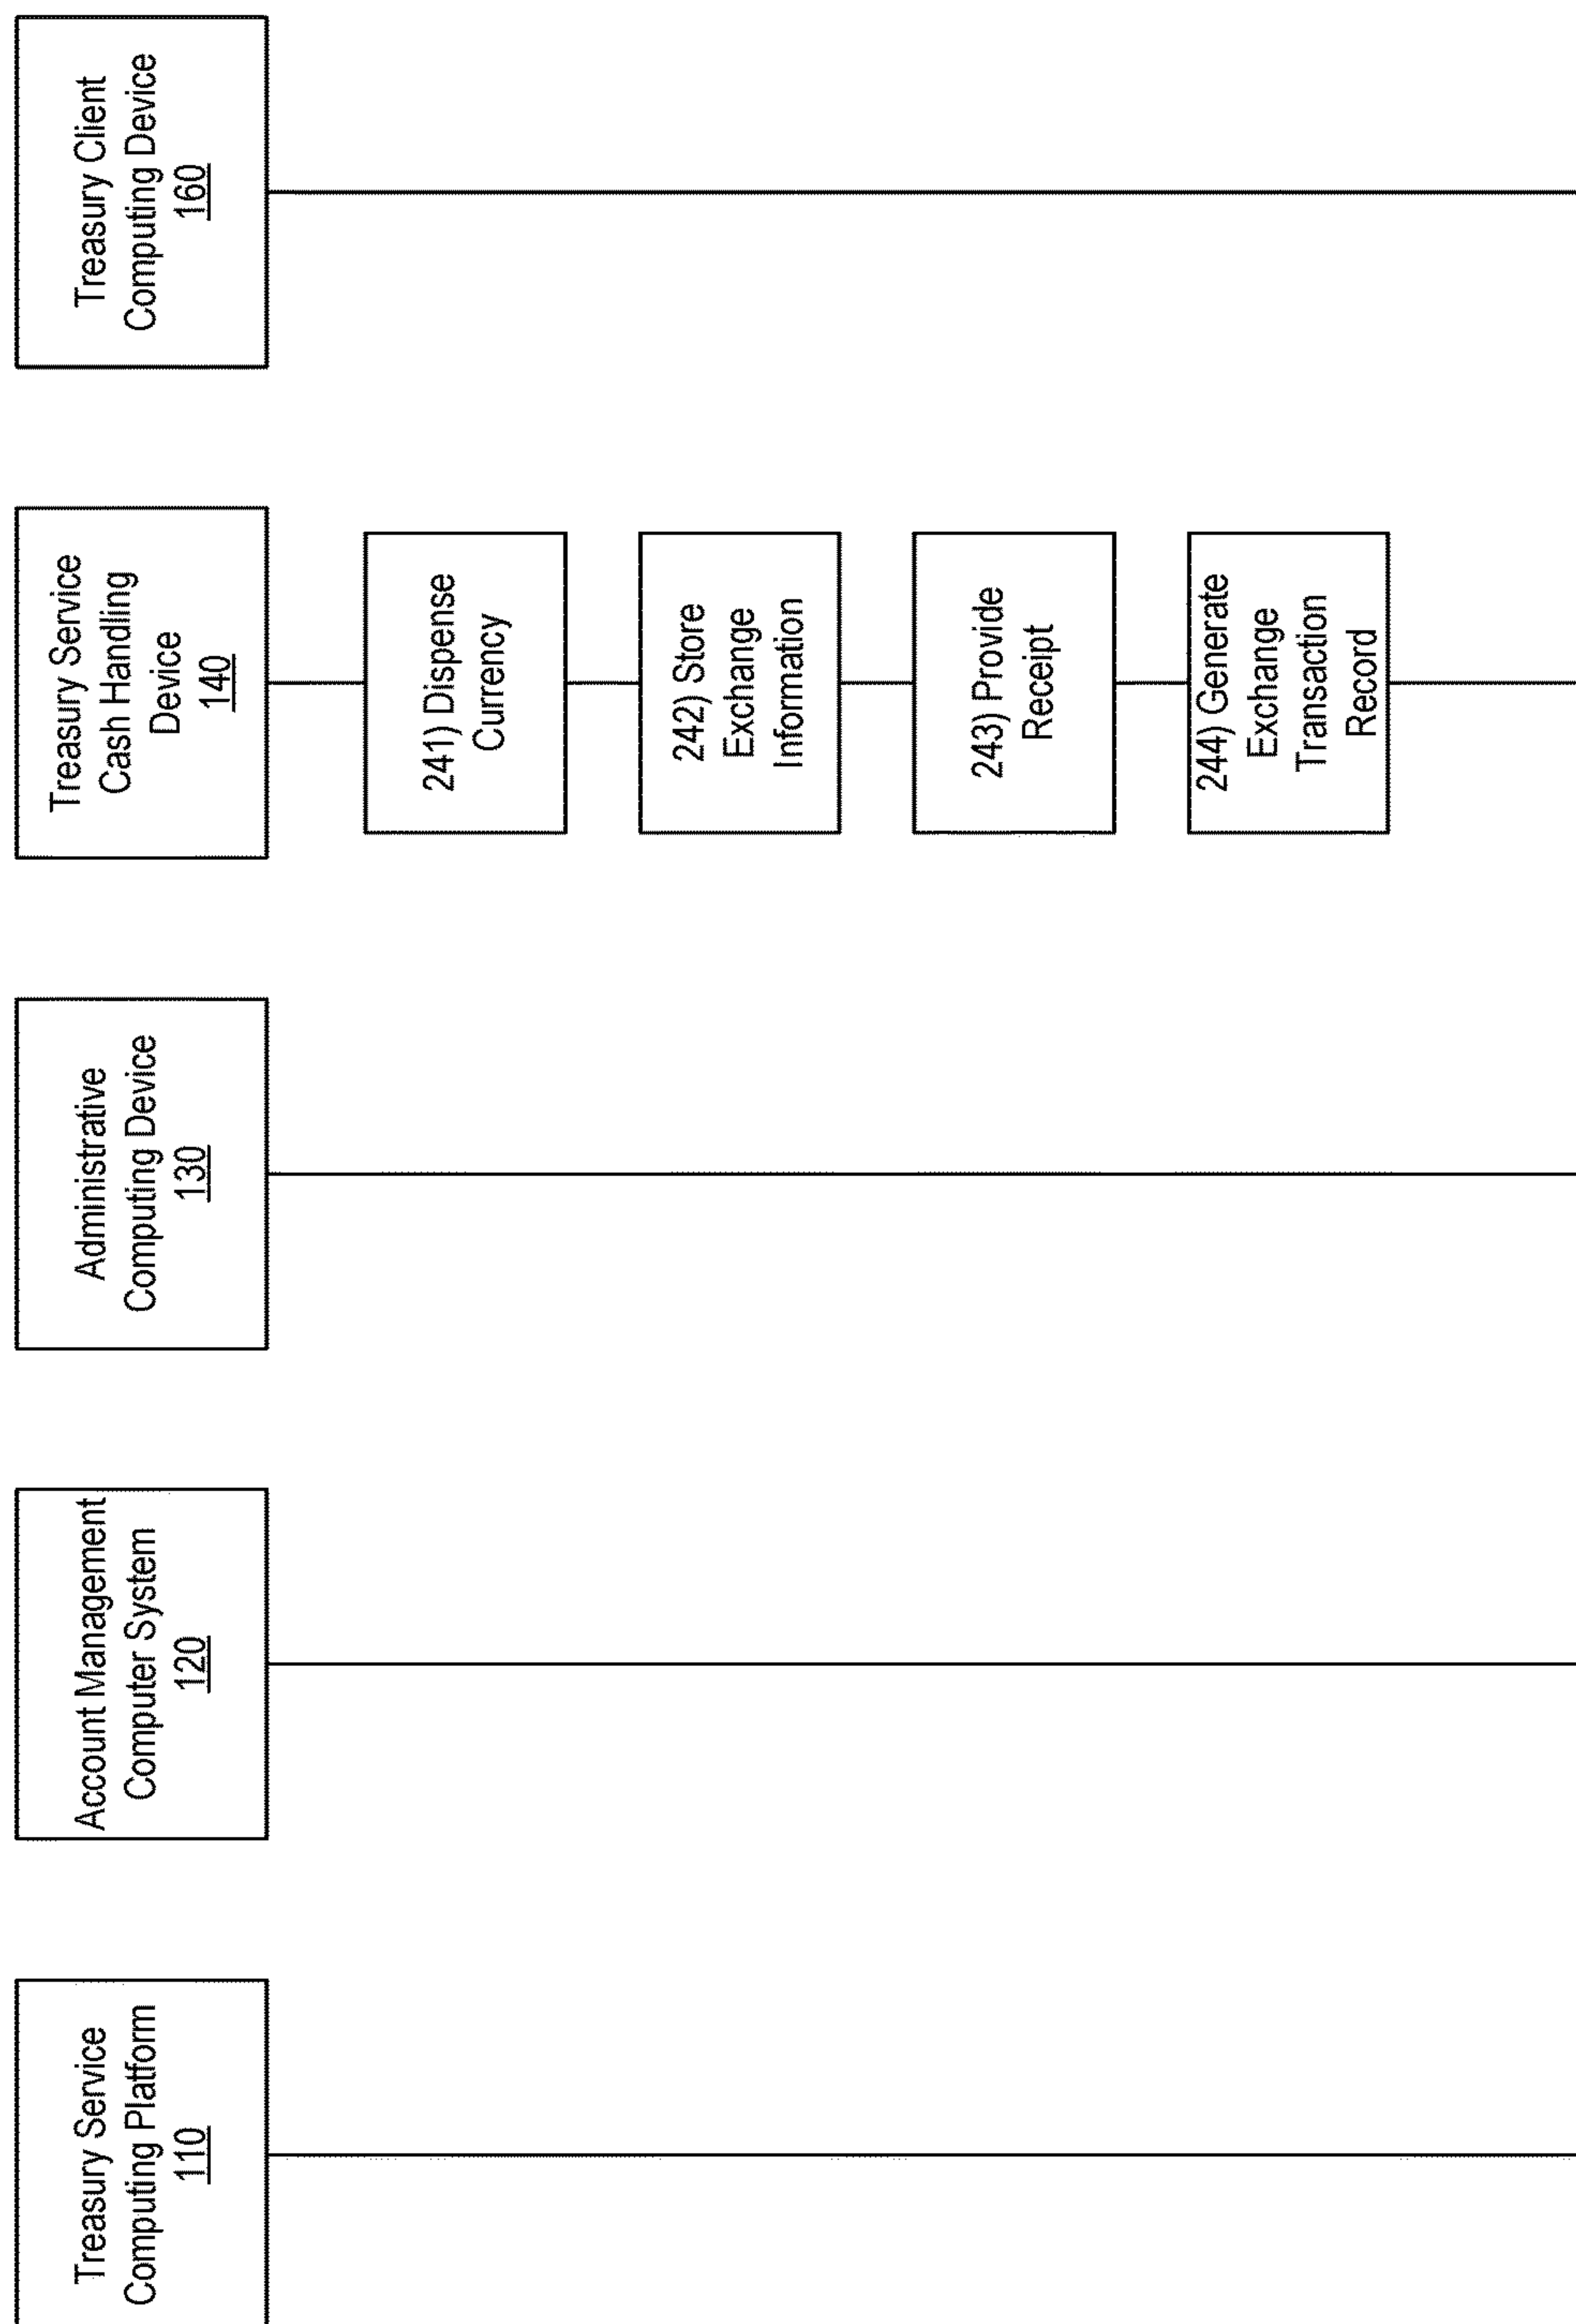 Treasury Service
Computing Platform
110
Account Management
Computer System
120
Administrative
Computing Device
130
Treasury Service
Cash Handling
Device
140
Treasury Client
Computing Device
160
241) Dispense
Currency
242) Store
Exchange
Information
243) Provide
Receipt
244) Generate
Exchange
Transaction
Record